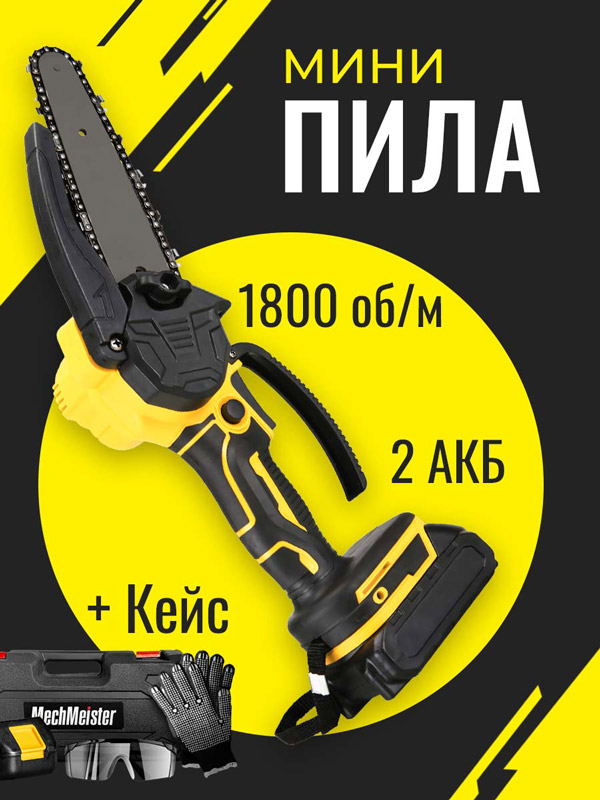 МИНИ
ПИЛА
1800 об/м
2 АКБ
+ Кейс
MechMeister